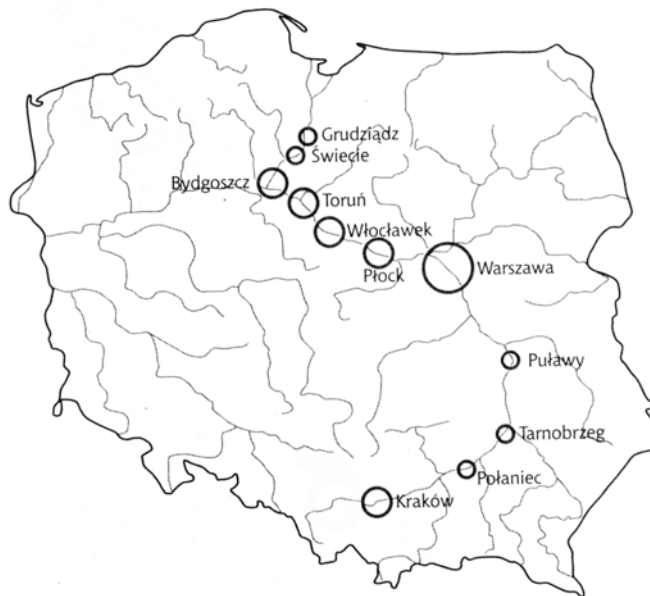 Grudziądz
Świecie
Bydgoszcz
Toruń
Włocławek
Płock
Warszawa
Puławy
Tarnobrzeg
Połaniec
Kraków